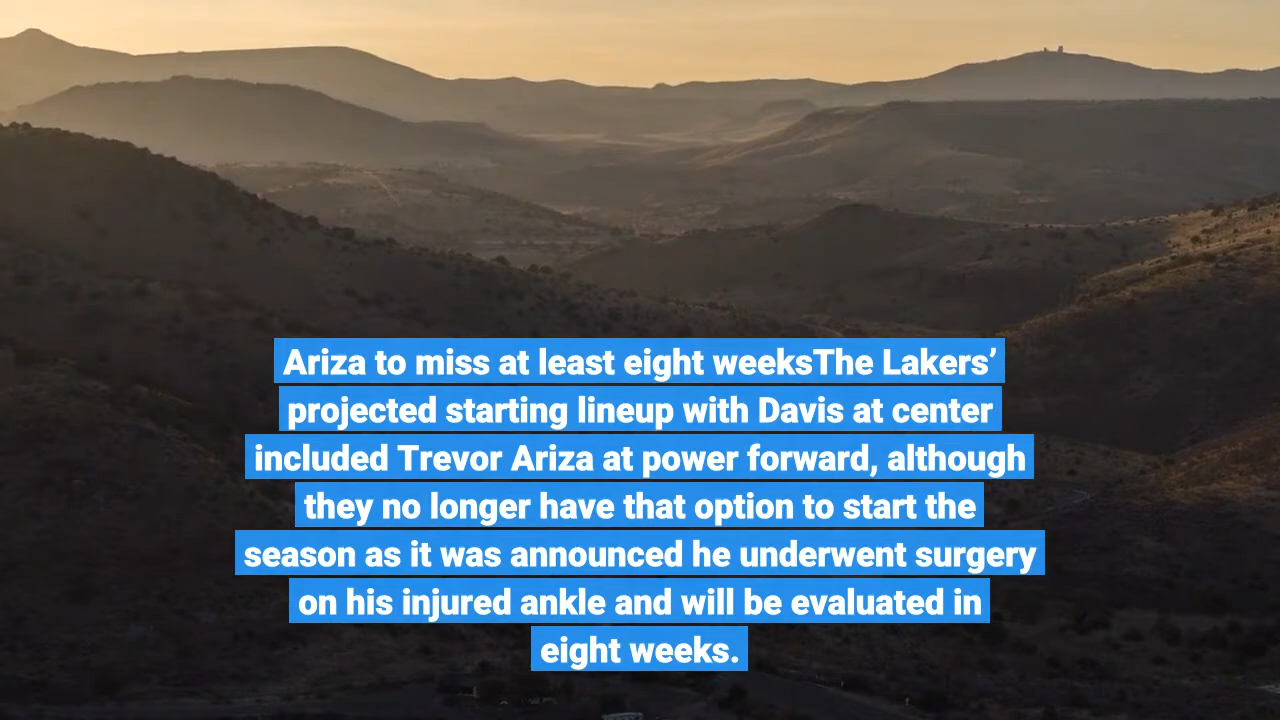 Ariza to miss at least eight weeksThe Lakers’
projected starting lineup with Davis at center
included Trevor Ariza at power forward, although
they no longer have that option to start the
season as it was announced he underwent surgery
on his injured ankle and will be evaluated in
eight weeks.